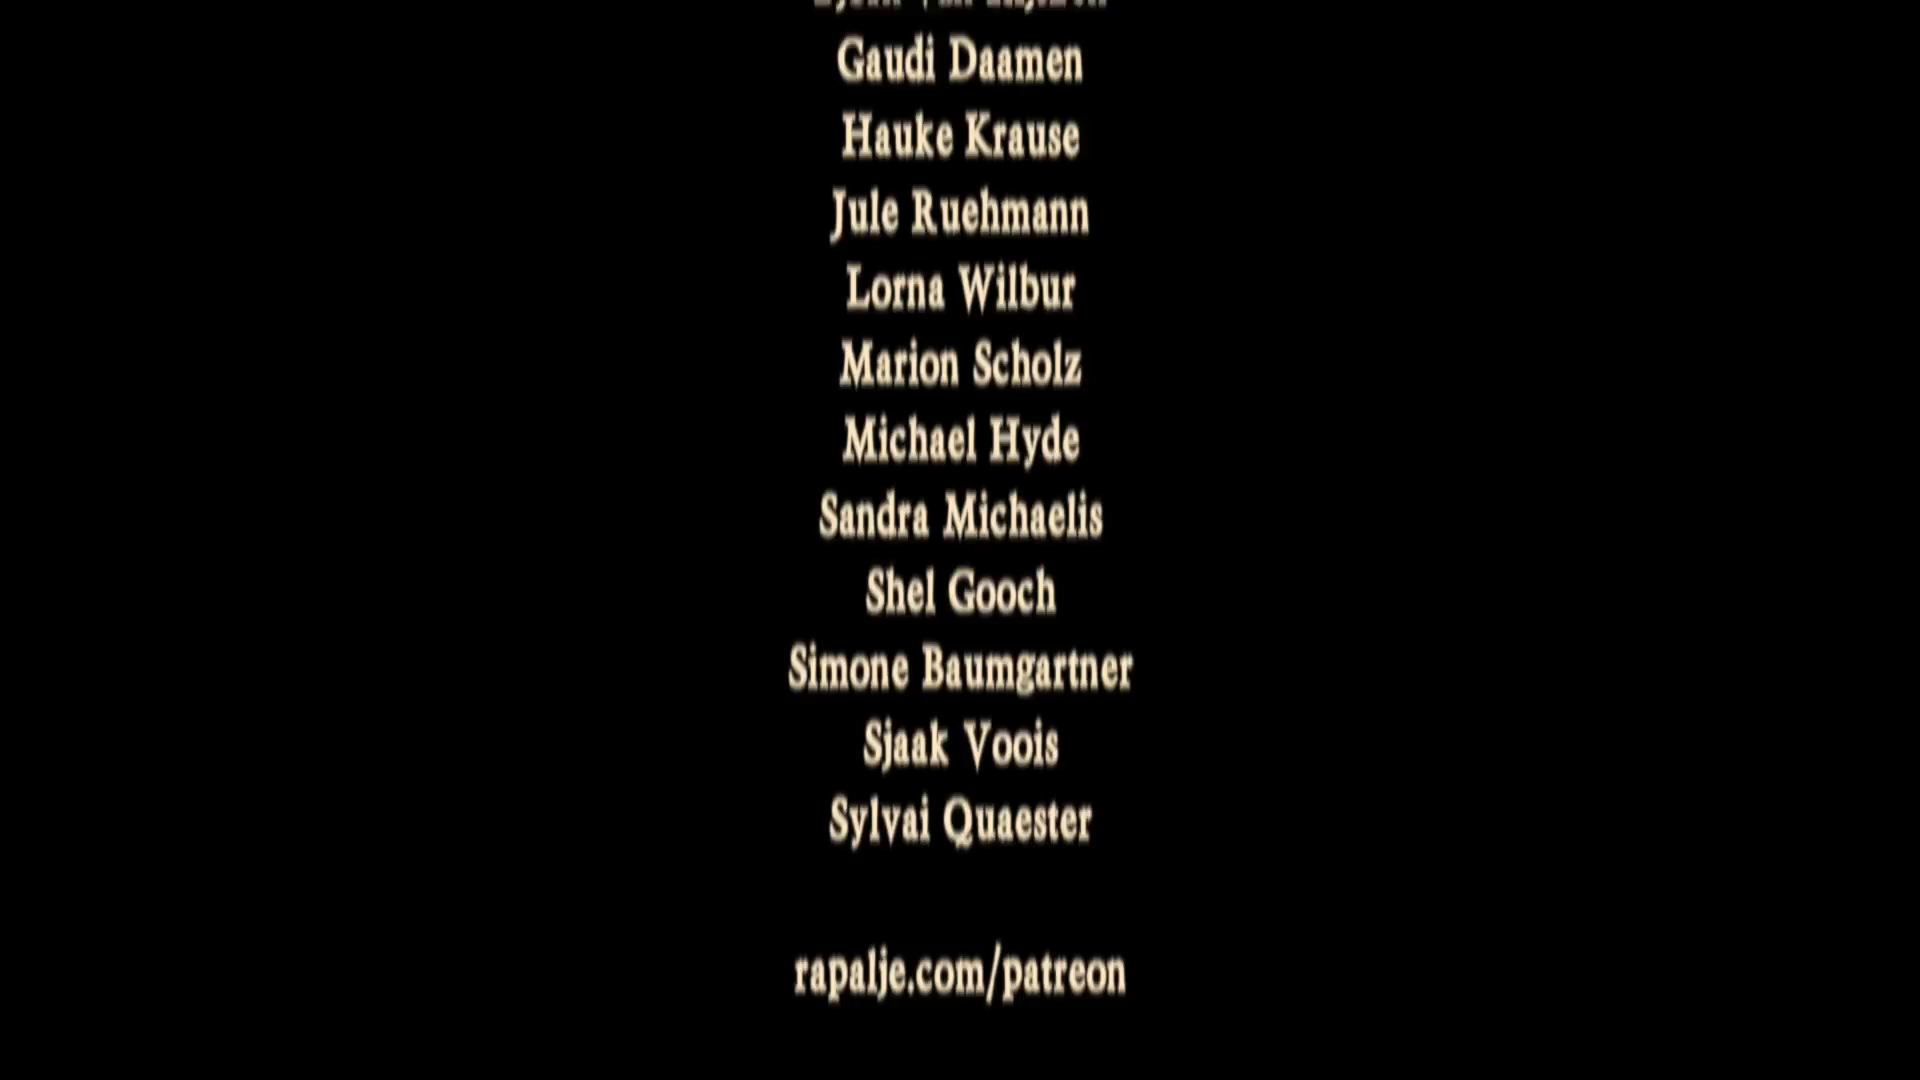 Gaudi Daamen
Hauke Krause
Jule Ruehmann
Lorna Wilbur
Marion Scholz
Michael Hyde
Sandra Michaelis
Shel Gooch
Simone Baumgartner
Sjaak Voois
Sylvai Quaester
rapalje.com/patreon